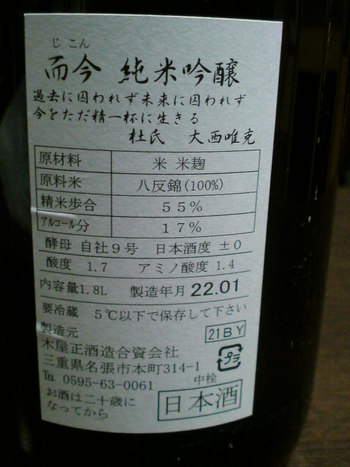 じこん
而今 純米吟醸
過去に囚われず未来に囚われず
今をただ精一杯に生きる
杜氏 大西唯克
原材料 米 米麹
原料米 八反錦(100%)
精米歩合 55%
アルコール分 17%
酵母 自社9号 日本酒度 ±0
酸度 1.7 アミノ酸度 1.4
内容量1.8L 製造年月 22.01
要冷蔵 5℃以下で保存して下さい
製造元 21BY
木屋正酒造合資会社
三重県名張市本町314-1
℡ 0595-63-0061 中栓 プラ
お酒は二十歳に
なってから
日本酒